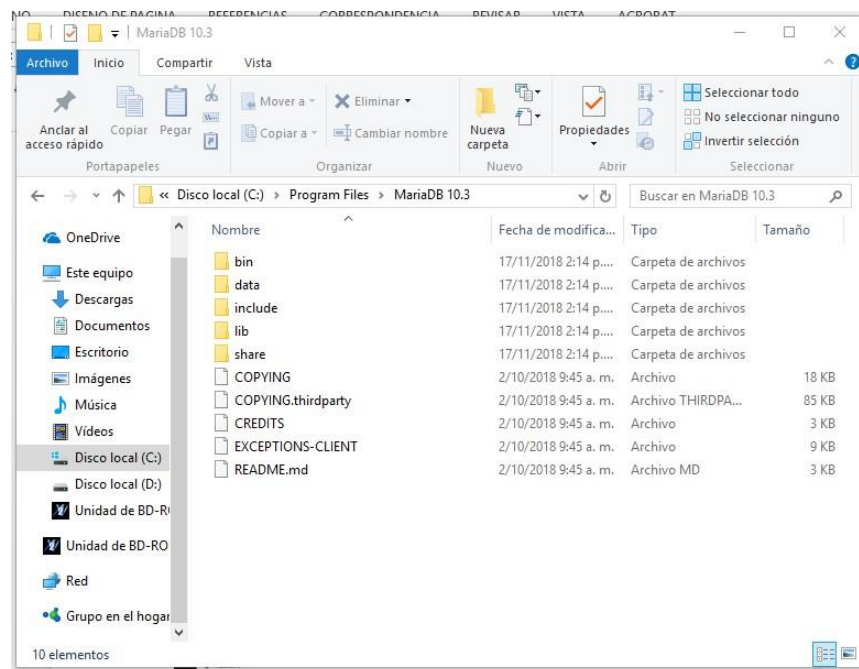 DISEÑO DE PAGINA REFERENCIAS CORRESPONDENCIA REVISAR VISTA ACROBAT
MariaDB 10.3
Archivo Inicio Compartir Vista
Anclar al acceso rápido
Copiar
Pegar
Portapapeles
Mover a
Copiar a
Eliminar
Cambiar nombre
Organizar
Nueva carpeta
Nuevo
Propiedades
Abrir
Seleccionar todo
No seleccionar ninguno
Invertir selección
Seleccionar
« Disco local (C:) > Program Files > MariaDB 10.3
Buscar en MariaDB 10.3
OneDrive
Este equipo
Descargas
Documentos
Escritorio
Imágenes
Música
Vídeos
Disco local (C:)
Disco local (D:)
Unidad de BD-R
Unidad de BD-RO
Red
Grupo en el hogar
Nombre Fecha de modifica... Tipo Tamaño
bin 17/11/2018 2:14 p.... Carpeta de archivos
data 17/11/2018 2:14 p.... Carpeta de archivos
include 17/11/2018 2:14 p.... Carpeta de archivos
lib 17/11/2018 2:14 p.... Carpeta de archivos
share 17/11/2018 2:14 p.... Carpeta de archivos
COPYING 2/10/2018 9:45 a. m. Archivo 18 KB
COPYING.thirdparty 2/10/2018 9:45 a. m. Archivo THIRDPA... 85 KB
CREDITS 2/10/2018 9:45 a. m. Archivo 3 KB
EXCEPTIONS-CLIENT 2/10/2018 9:45 a. m. Archivo 9 KB
README.md 2/10/2018 9:45 a. m. Archivo MD 3 KB
10 elementos